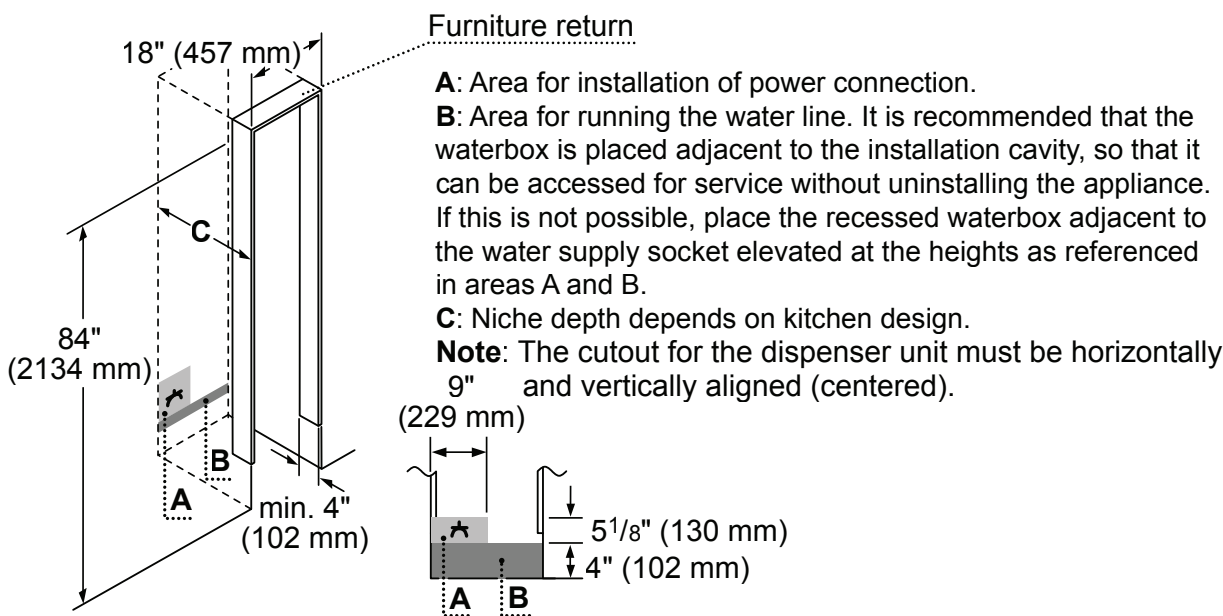 Furniture return
18" (457 mm)
A: Area for installation of power connection.
B: Area for running the water line. It is recommended that the
waterbox is placed adjacent to the installation cavity, so that it
can be accessed for service without uninstalling the appliance.
If this is not possible, place the recessed waterbox adjacent to
the water supply socket elevated at the heights as referenced
in areas A and B.
C: Niche depth depends on kitchen design.
Note: The cutout for the dispenser unit must be horizontally
and vertically aligned (centered).
C
84"
(2134 mm)
B
A
min. 4"
(102 mm)
9"
(229 mm)
5 1/8" (130 mm)
4" (102 mm)
A
B